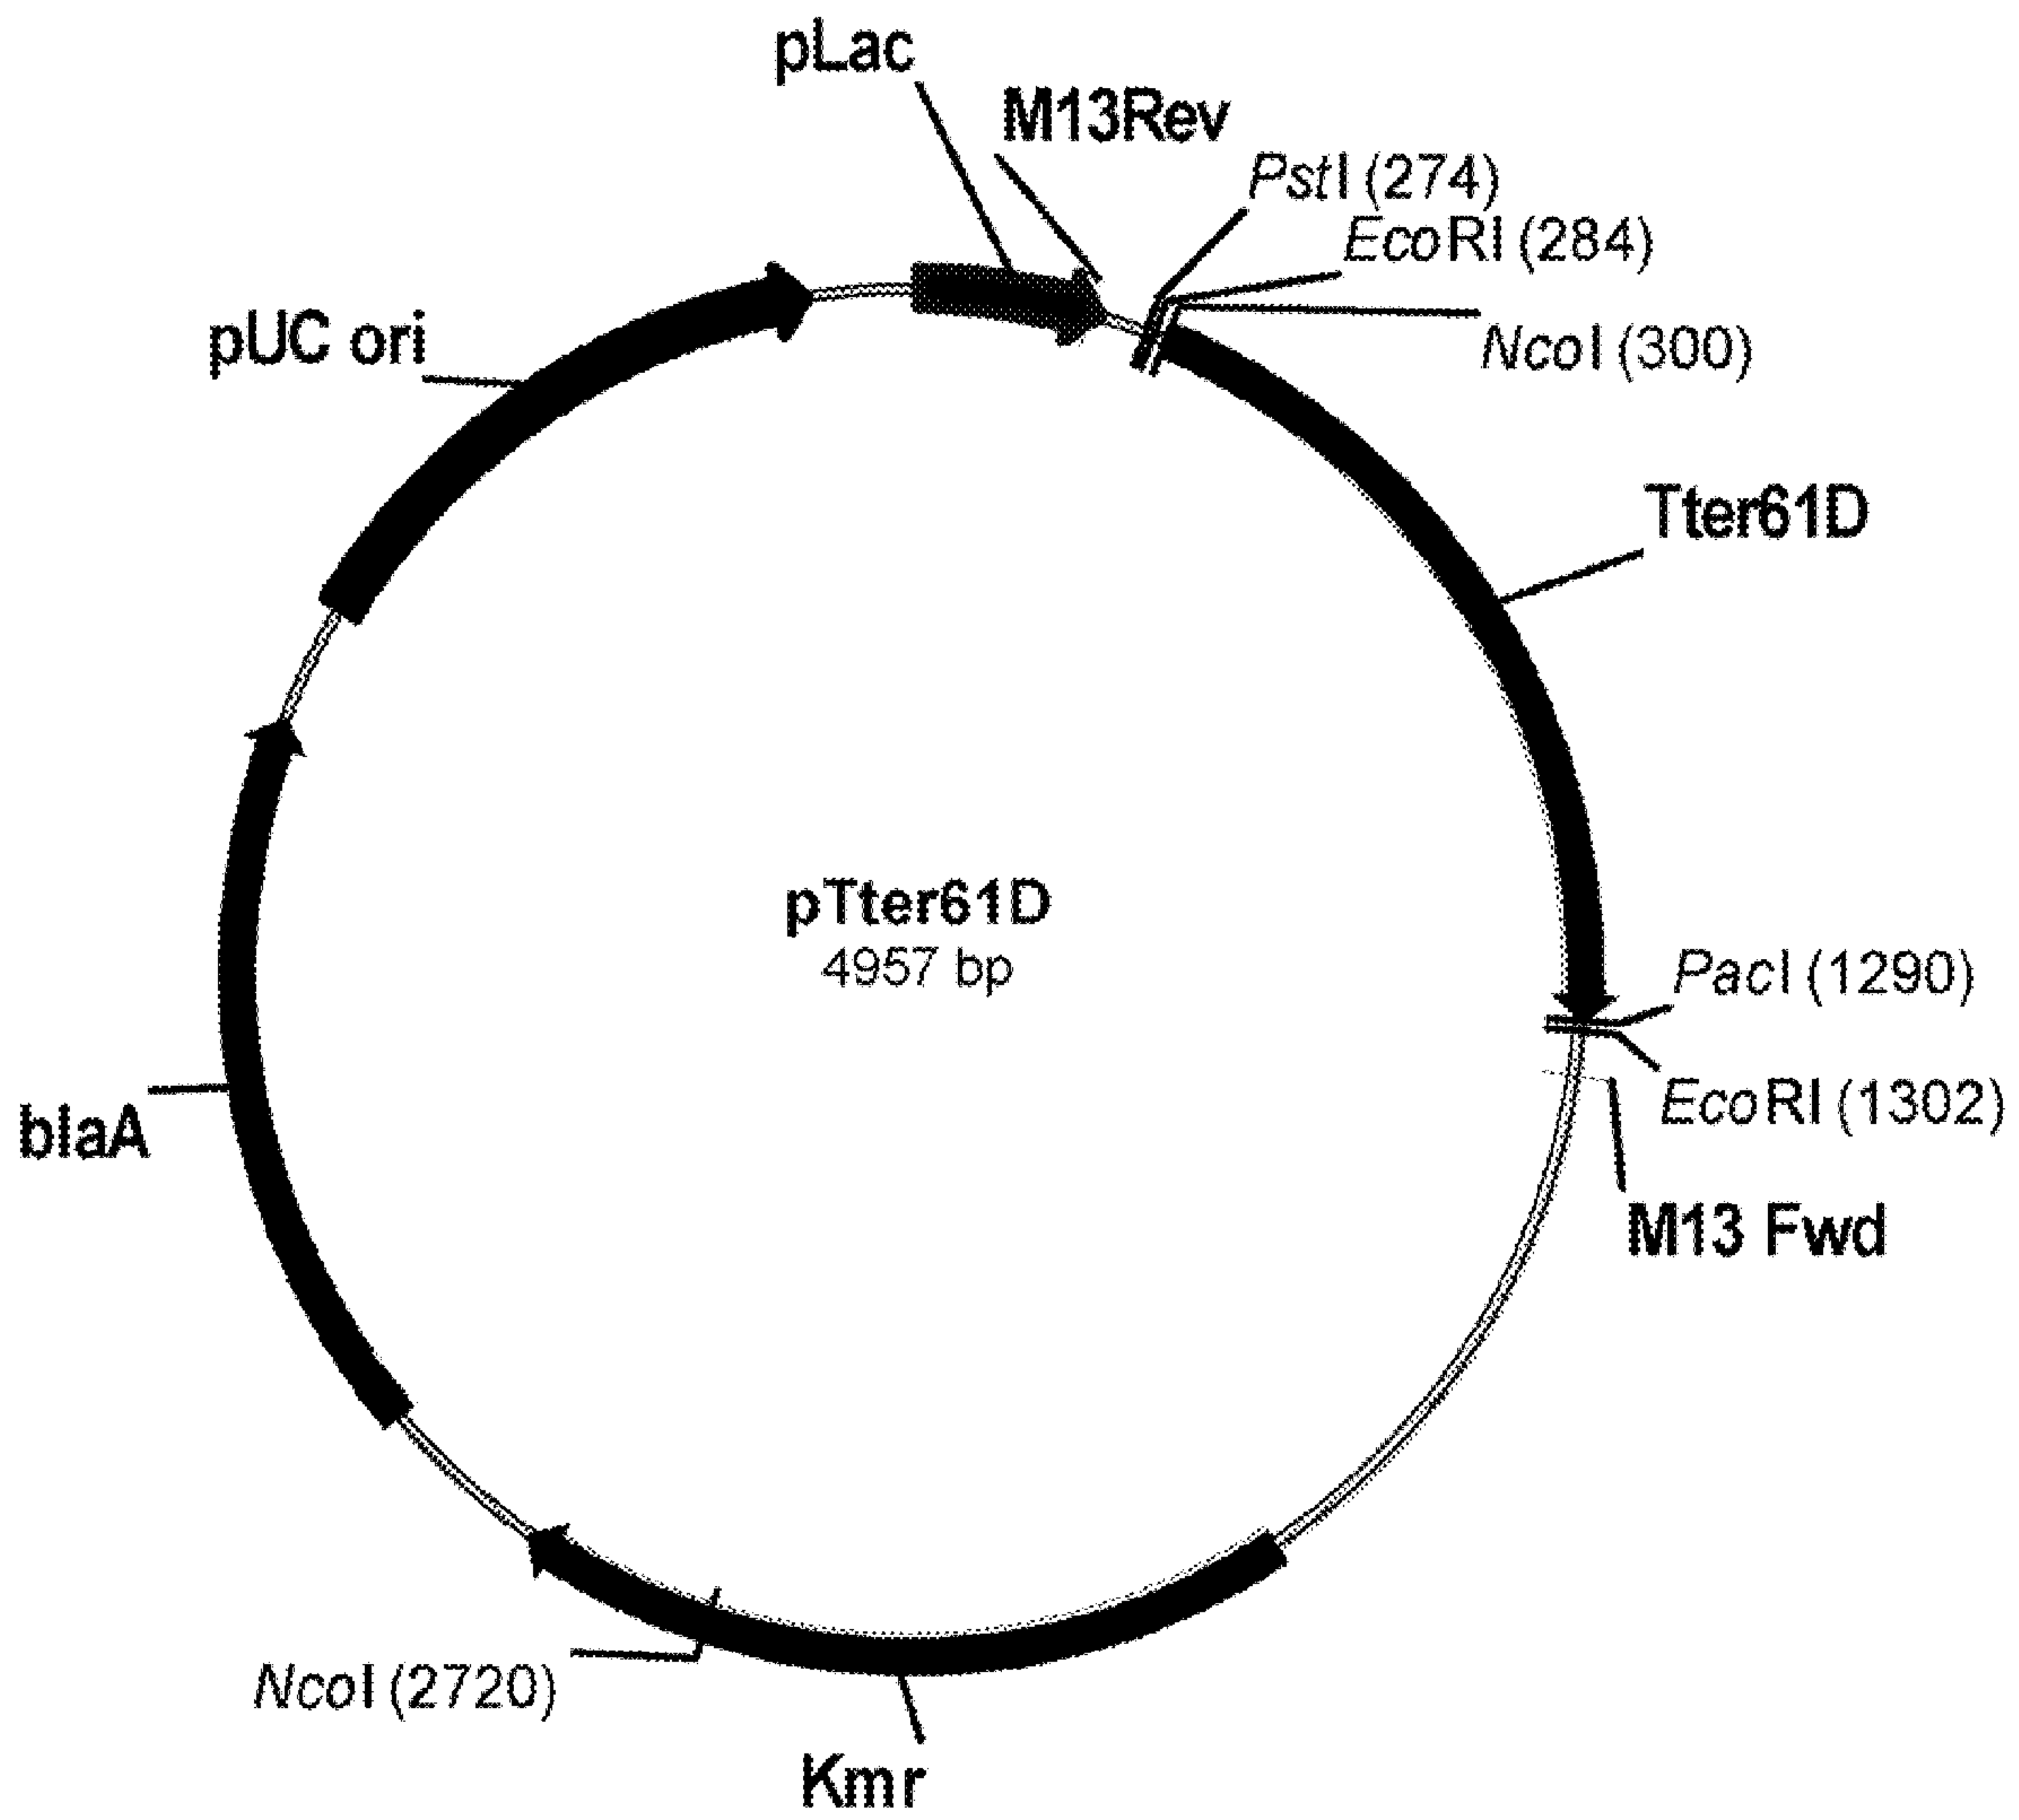 pLac
M13Rev
PstI (274)
EcoRI (284)
NcoI (300)
pUC ori
Tter61D
pTter61D
4957 bp
PacI (1290)
EcoRI (1302)
blaA
M13 Fwd
NcoI (2720)
Kmr